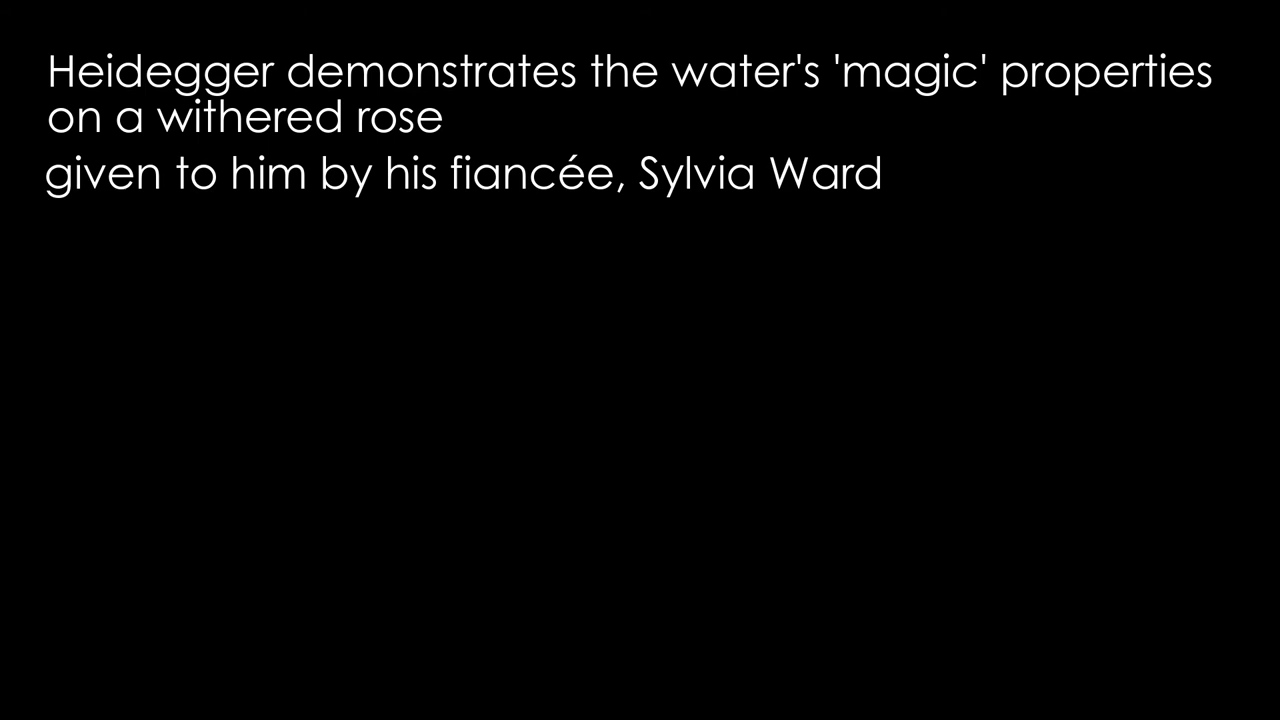 Heidegger demonstrates the water's 'magic' properties
on a withered rose
given to him by his fiancée, Sylvia Ward